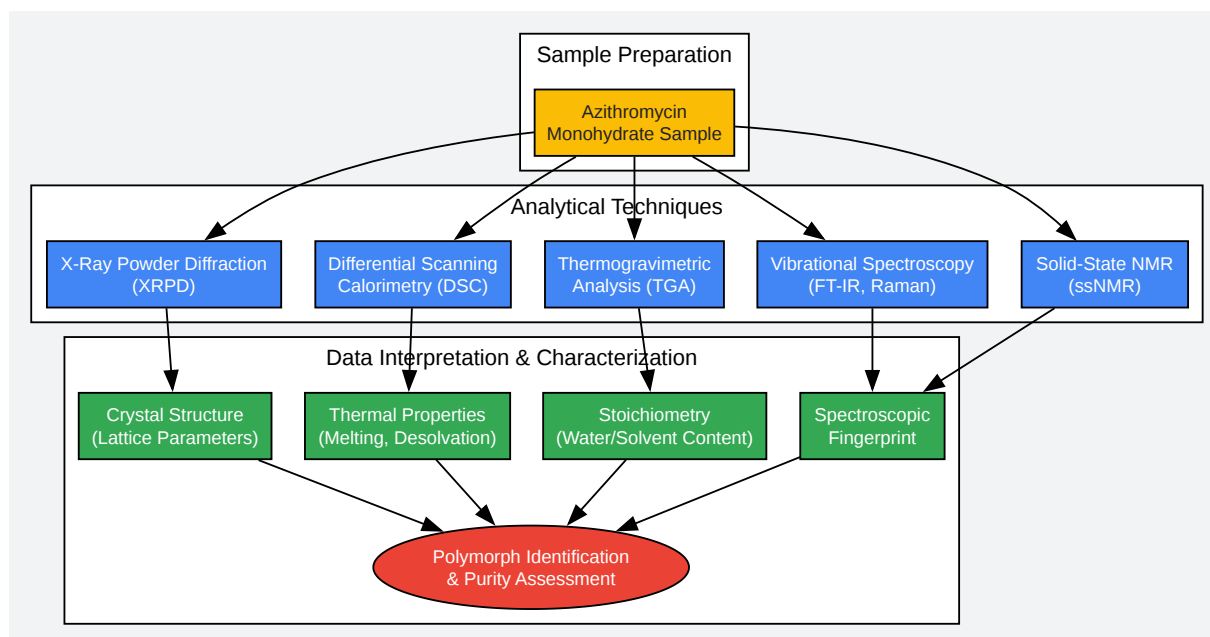 Sample Preparation
Azithromycin
Monohydrate Sample
Analytical Techniques
X-Ray Powder Diffraction
(XRPD)
Differential Scanning
Calorimetry (DSC)
Thermogravimetric
Analysis (TGA)
Vibrational Spectroscopy
(FT-IR, Raman)
Solid-State NMR
(ssNMR)
Data Interpretation & Characterization
Crystal Structure
(Lattice Parameters)
Thermal Properties
(Melting, Desolvation)
Stoichiometry
(Water/Solvent Content)
Spectroscopic
Fingerprint
Polymorph Identification
& Purity Assessment